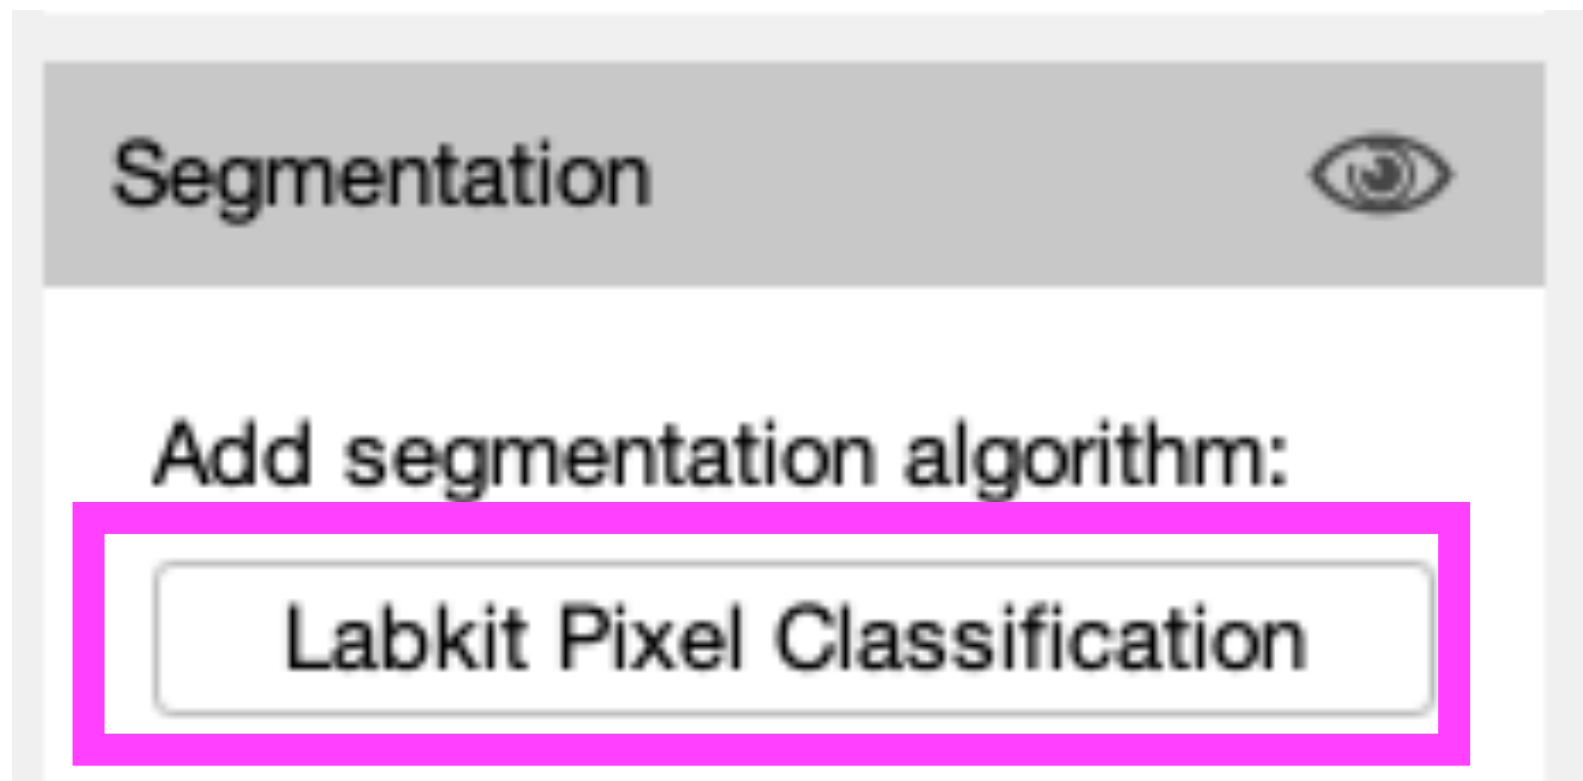 Segmentation
Add segmentation algorithm:
Labkit Pixel Classification